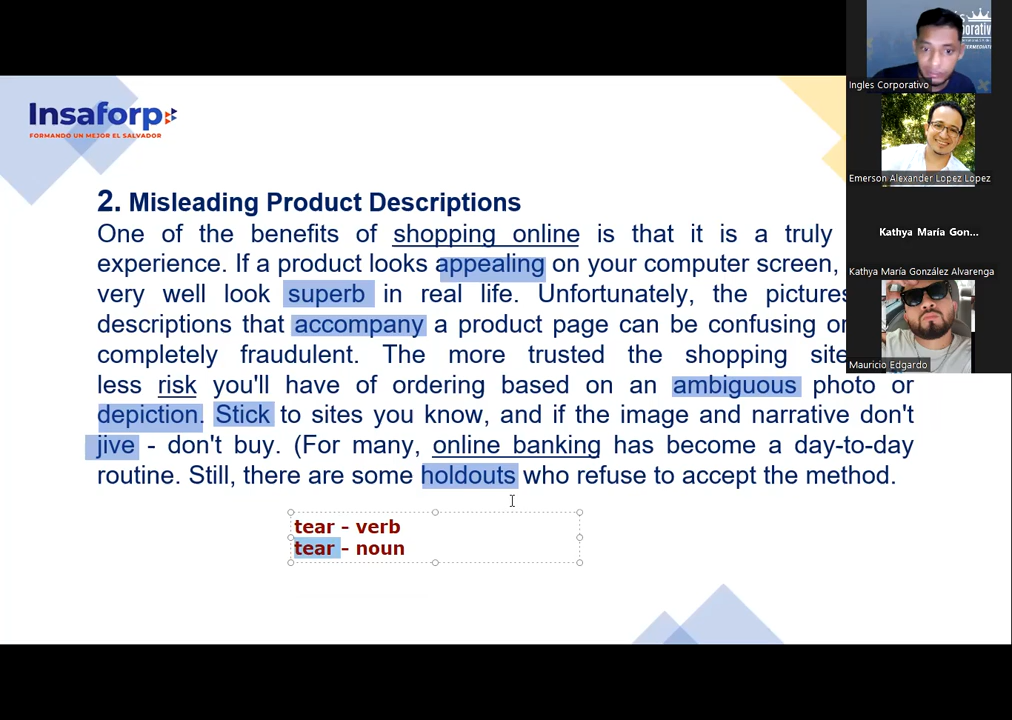 Insaforp
FORMANDO UN MEJOR EL SALVADOR
2. Misleading Product Descriptions
One of the benefits of shopping online is that it is a truly
experience. If a product looks appealing on your computer screen,
very well look superb in real life. Unfortunately, the pictures
descriptions that accompany a product page can be confusing or
completely fraudulent. The more trusted the shopping site
less risk you'll have of ordering based on an ambiguous photo or
depiction. Stick to sites you know, and if the image and narrative don't
jive - don't buy. (For many, online banking has become a day-to-day
routine. Still, there are some holdouts who refuse to accept the method.
tear - verb
tear - noun
Ingles Corporativo
Emerson Alexander Lopez Lopez
Kathya María Gon...
Kathya María González Alvarenga
Mauricio Edgardo